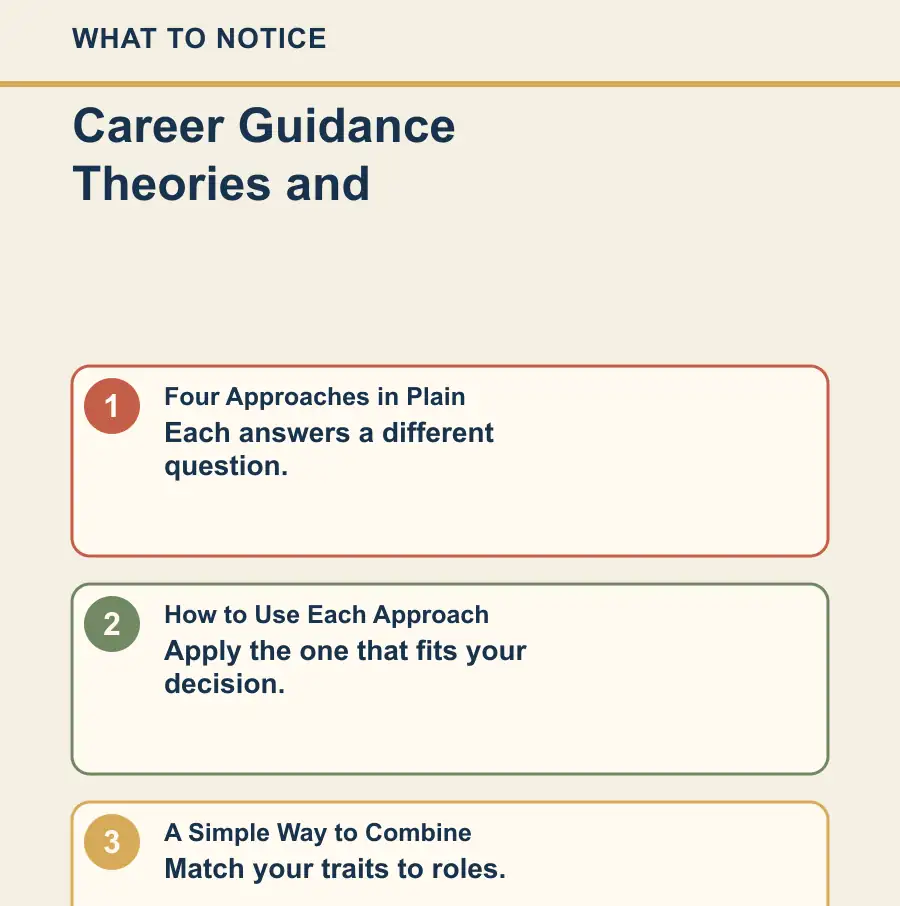 WHAT TO NOTICE
Career Guidance
Theories and
1
Four Approaches in Plain
Each answers a different
question.
2
How to Use Each Approach
Apply the one that fits your
decision.
3
A Simple Way to Combine
Match your traits to roles.